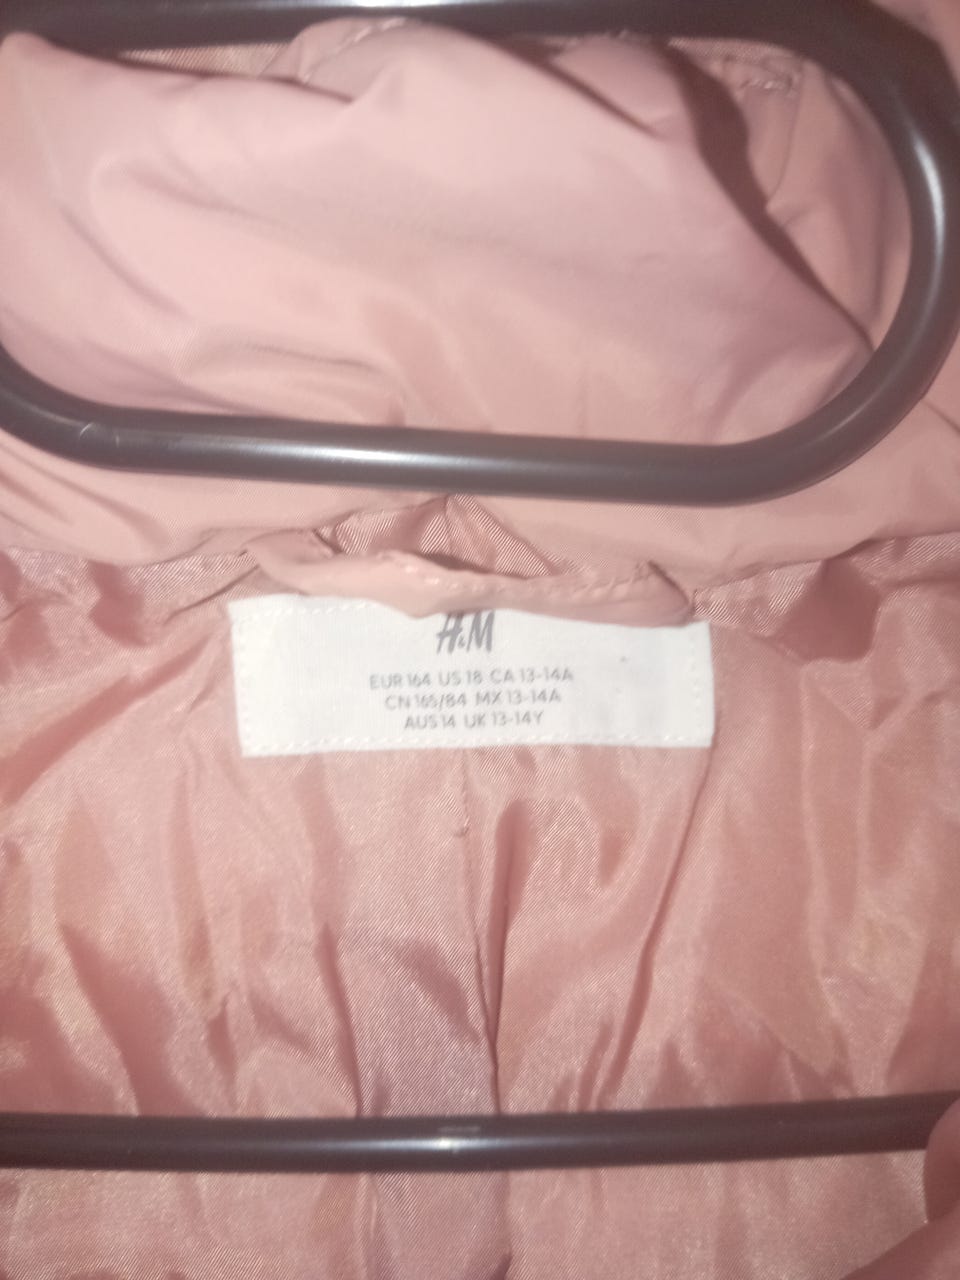 H&M
EUR 164 US 18 CA 13-14A
CN 165/84 MX 13-14A
AUS 14 UK 13-14Y